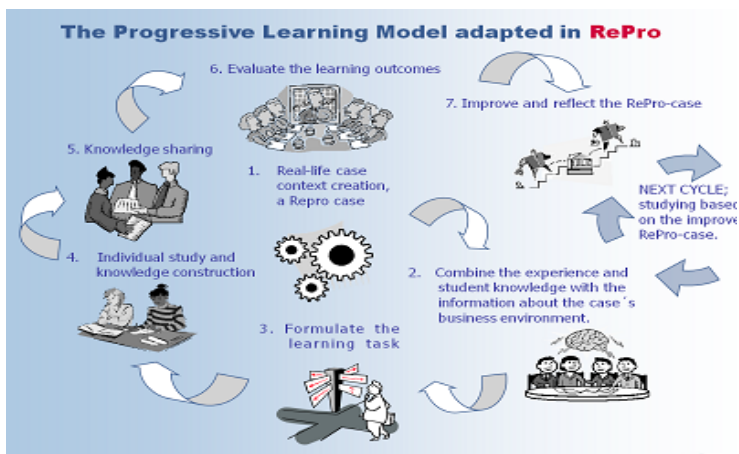 The Progressive Learning Model adapted in RePro
6. Evaluate the learning outcomes
7. Improve and reflect the RePro-case
5. Knowledge sharing
1. Real-life case
context creation,
a Repro case
NEXT CYCLE;
studying based
on the improve
RePro-case.
4. Individual study and
knowledge construction
2. Combine the experience and
student knowledge with the
information about the case´s
business environment.
3. Formulate the
learning task